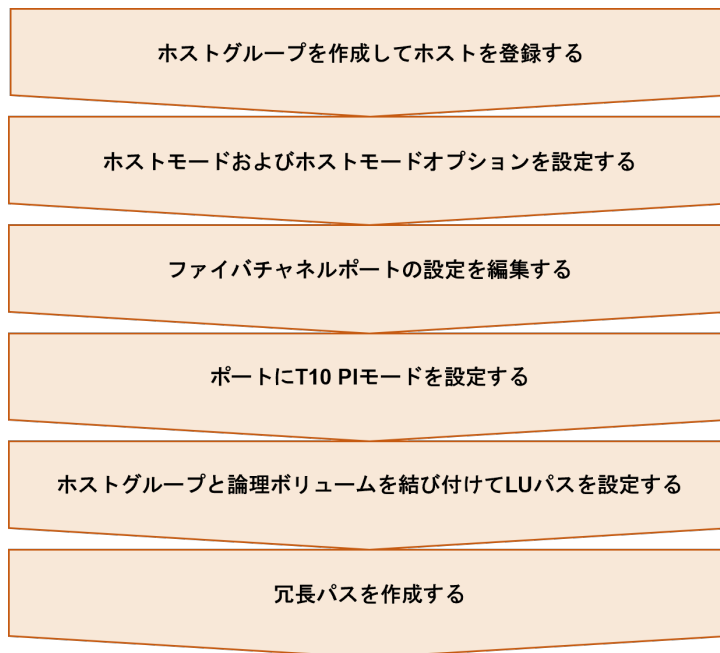 ホストグループを作成してホストを登録する
ホストモードおよびホストモードオプションを設定する
ファイバチャネルポートの設定を編集する
ポートにT10 PIモードを設定する
ホストグループと論理ボリュームを結び付けてLUパスを設定する
冗長パスを作成する